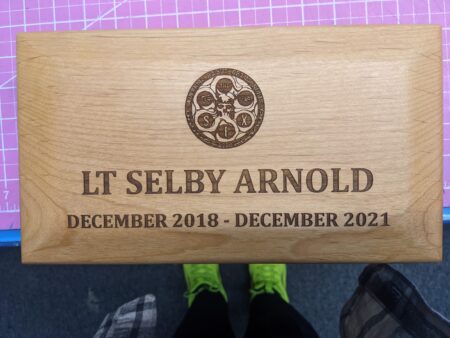 S I X
LT SELBY ARNOLD
DECEMBER 2018 - DECEMBER 2021